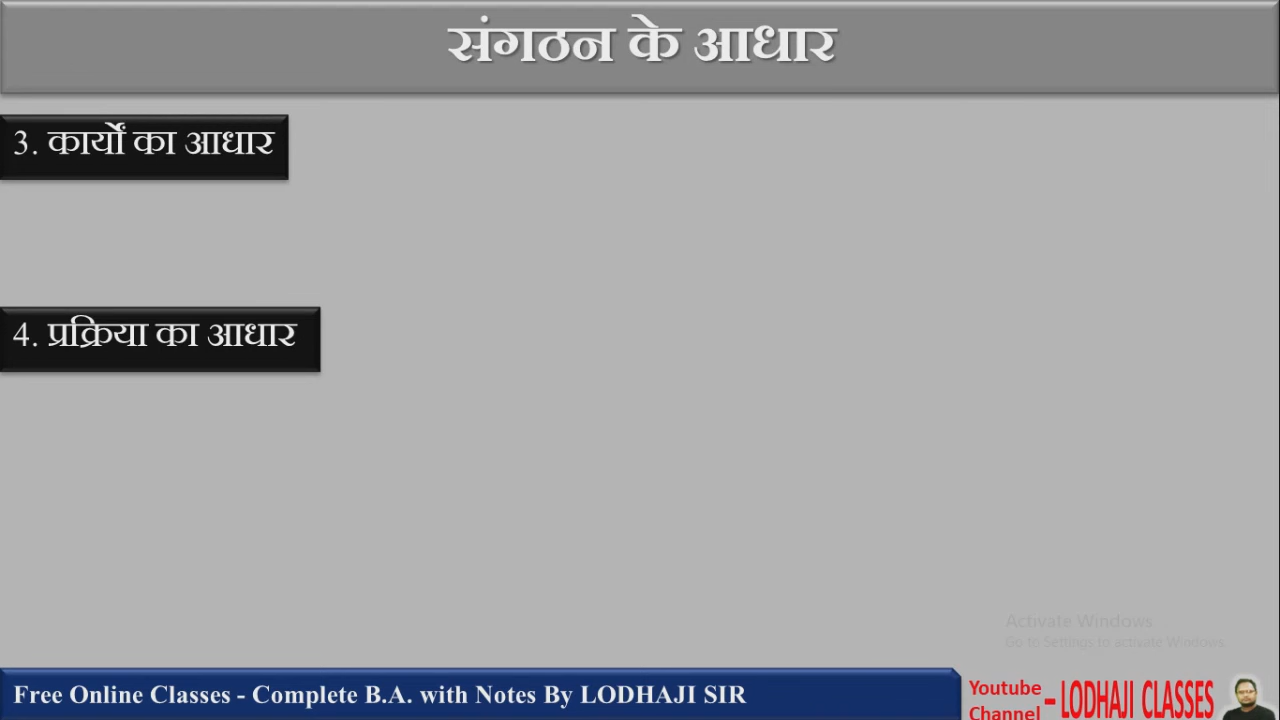 संगठन के आधार
3. कार्यों का आधार
4. प्रक्रिया का आधार
Activate Windows
Go to Settings to activate Windows.
Free Online Classes - Complete B.A. with Notes By LODHAJI SIR
Youtube Channel – LODHAJI CLASSES